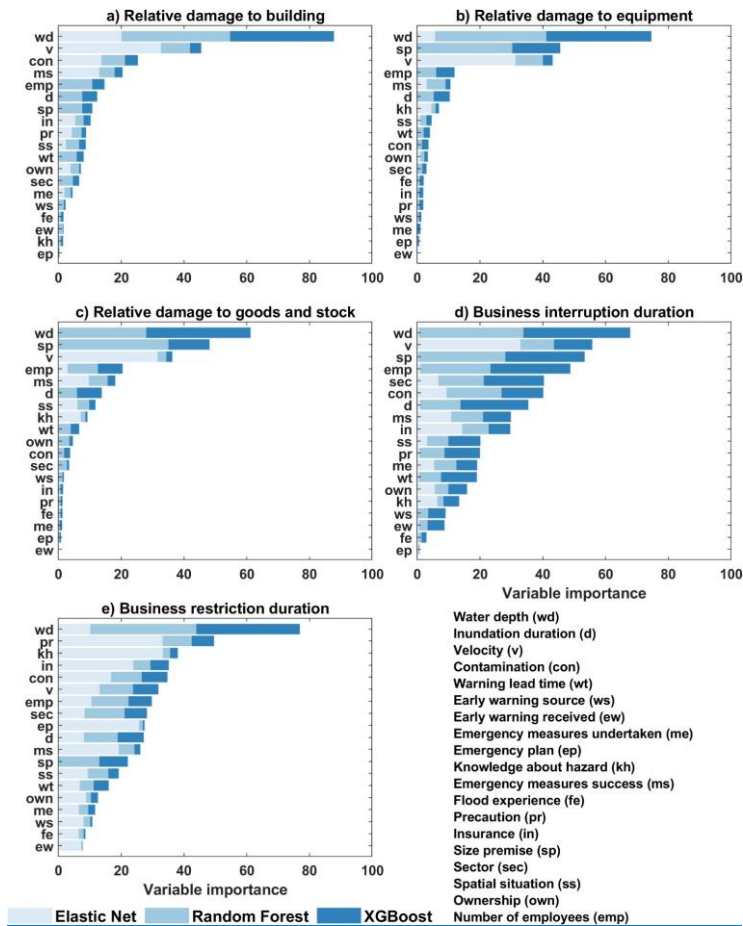 a) Relative damage to building
wd
v
con
ms
emp
d
sp
in
pr
ss
wt
own
sec
me
ws
fe
ew
kh
ep
0 20 40 60 80 100
b) Relative damage to equipment
wd
sp
v
emp
ms
d
kh
ss
wt
con
own
sec
fe
in
pr
ws
me
ep
ew
0 20 40 60 80 100
c) Relative damage to goods and stock
wd
sp
v
emp
ms
d
ss
kh
wt
own
con
sec
ws
in
pr
fe
me
ep
ew
0 20 40 60 80 100
d) Business interruption duration
wd
v
sp
emp
sec
con
d
ms
in
ss
pr
me
wt
own
kh
ws
ew
fe
ep
0 20 40 60 80 100
Variable importance
e) Business restriction duration
wd
pr
kh
in
con
v
emp
sec
ep
d
ms
sp
ss
wt
own
me
ws
fe
ew
0 20 40 60 80 100
Variable importance
Water depth (wd)
Inundation duration (d)
Velocity (v)
Contamination (con)
Warning lead time (wt)
Early warning source (ws)
Early warning received (ew)
Emergency measures undertaken (me)
Emergency plan (ep)
Knowledge about hazard (kh)
Emergency measures success (ms)
Flood experience (fe)
Precaution (pr)
Insurance (in)
Size premise (sp)
Sector (sec)
Spatial situation (ss)
Ownership (own)
Number of employees (emp)
Elastic Net Random Forest XGBoost